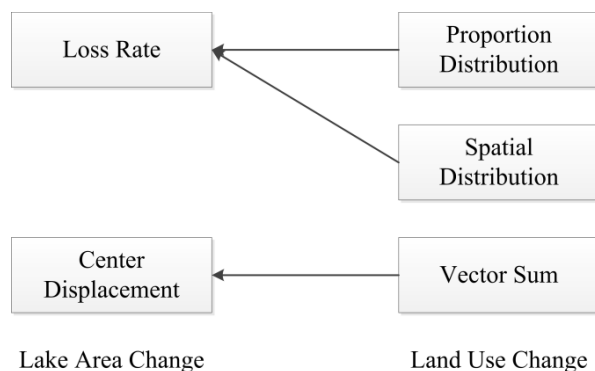 Loss Rate
Proportion
Distribution
Spatial
Distribution
Center
Displacement
Vector Sum
Lake Area Change
Land Use Change